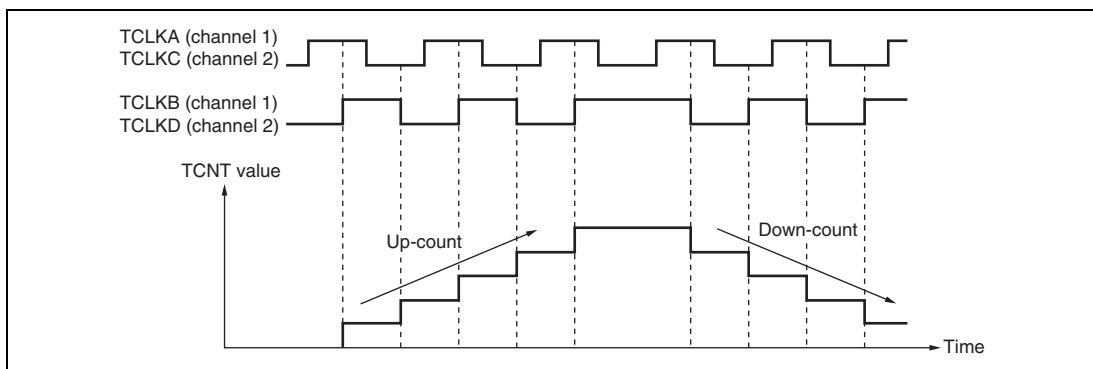 TCLKA (channel 1)
TCLKC (channel 2)
TCLKB (channel 1)
TCLKD (channel 2)
TCNT value
Up-count
Down-count
Time